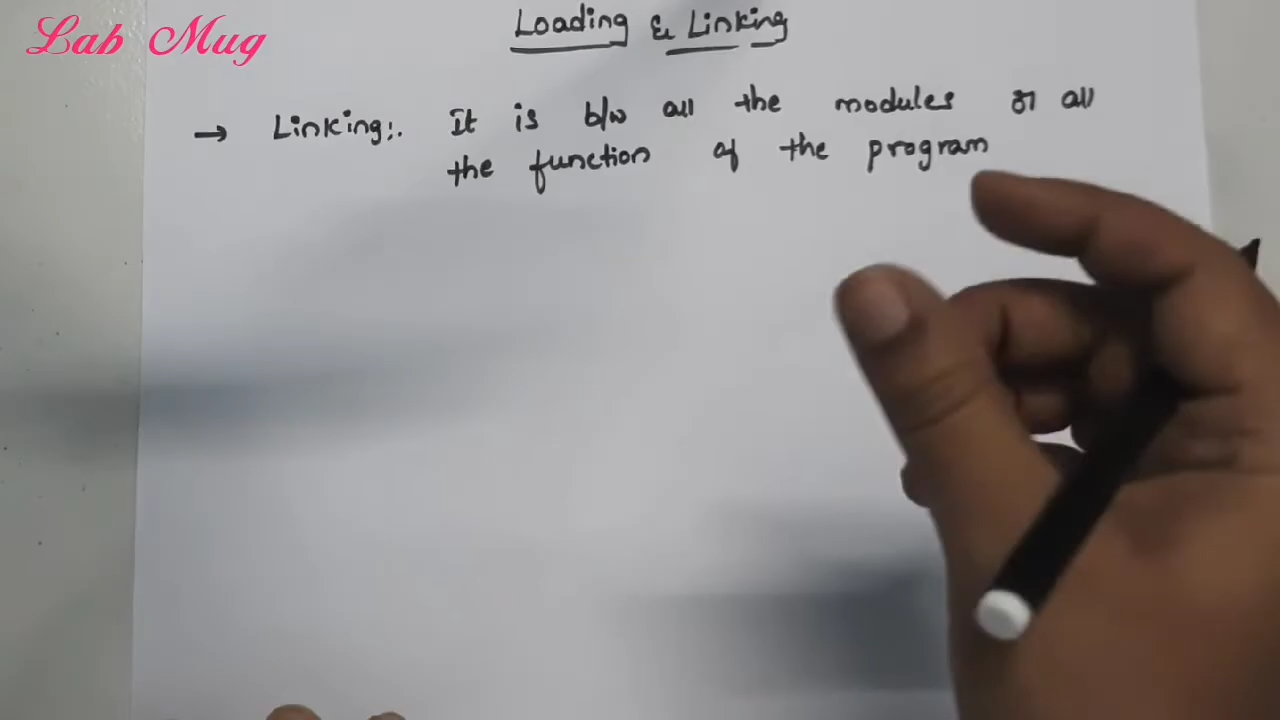 Lab Mug
Loading & Linking
→ Linking:. It is b/w all the modules or all
the function of the program